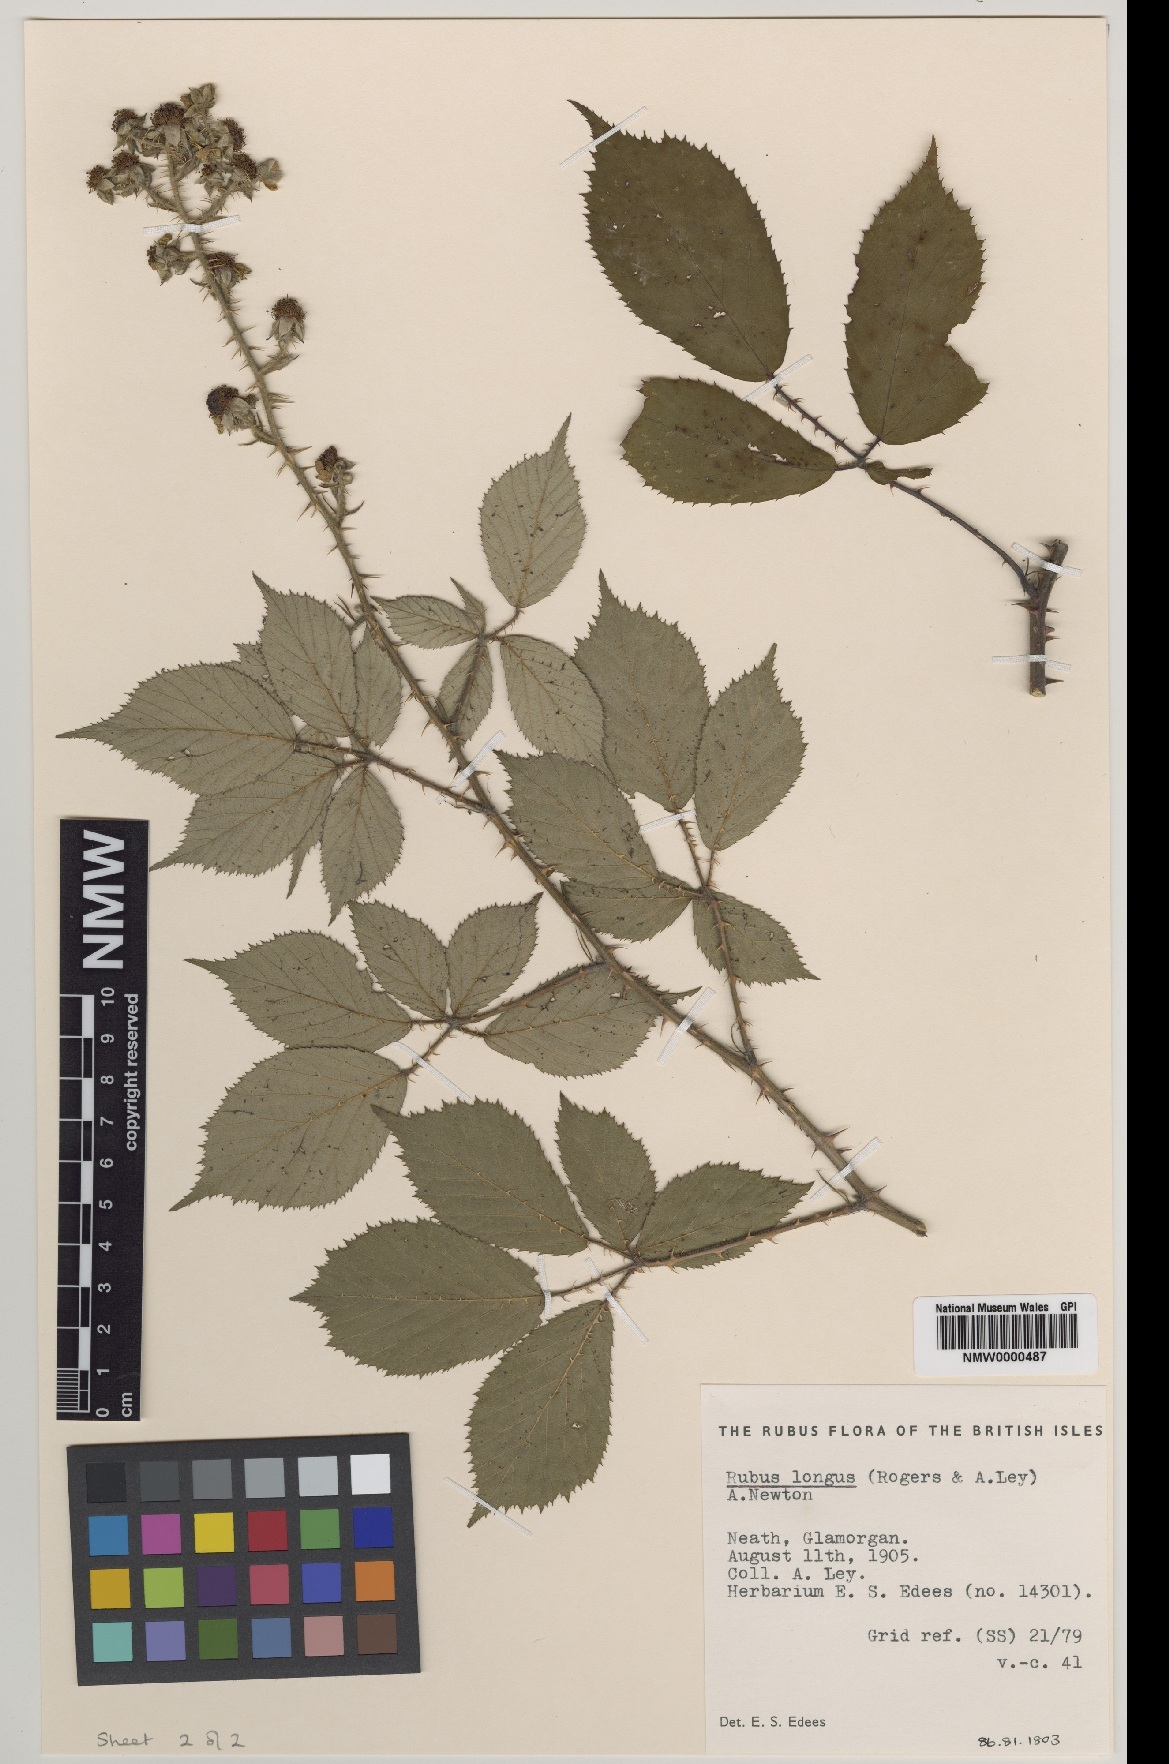 NMW
copyright reserved
10
9
8
7
6
5
4
3
2
1
0
cm
National Museum Wales GPI
NMW0000487
THE RUBUS FLORA OF THE BRITISH ISLES
Rubus longus (Rogers & A.Ley)
A.Newton
Neath, Glamorgan.
August 11th, 1905.
Coll. A. Ley.
Herbarium E. S. Edees (no. 14301).
Grid ref. (SS) 21/79
v.-c. 41
Det. E. S. Edees
86.81.1803
Sheet 2 of 2